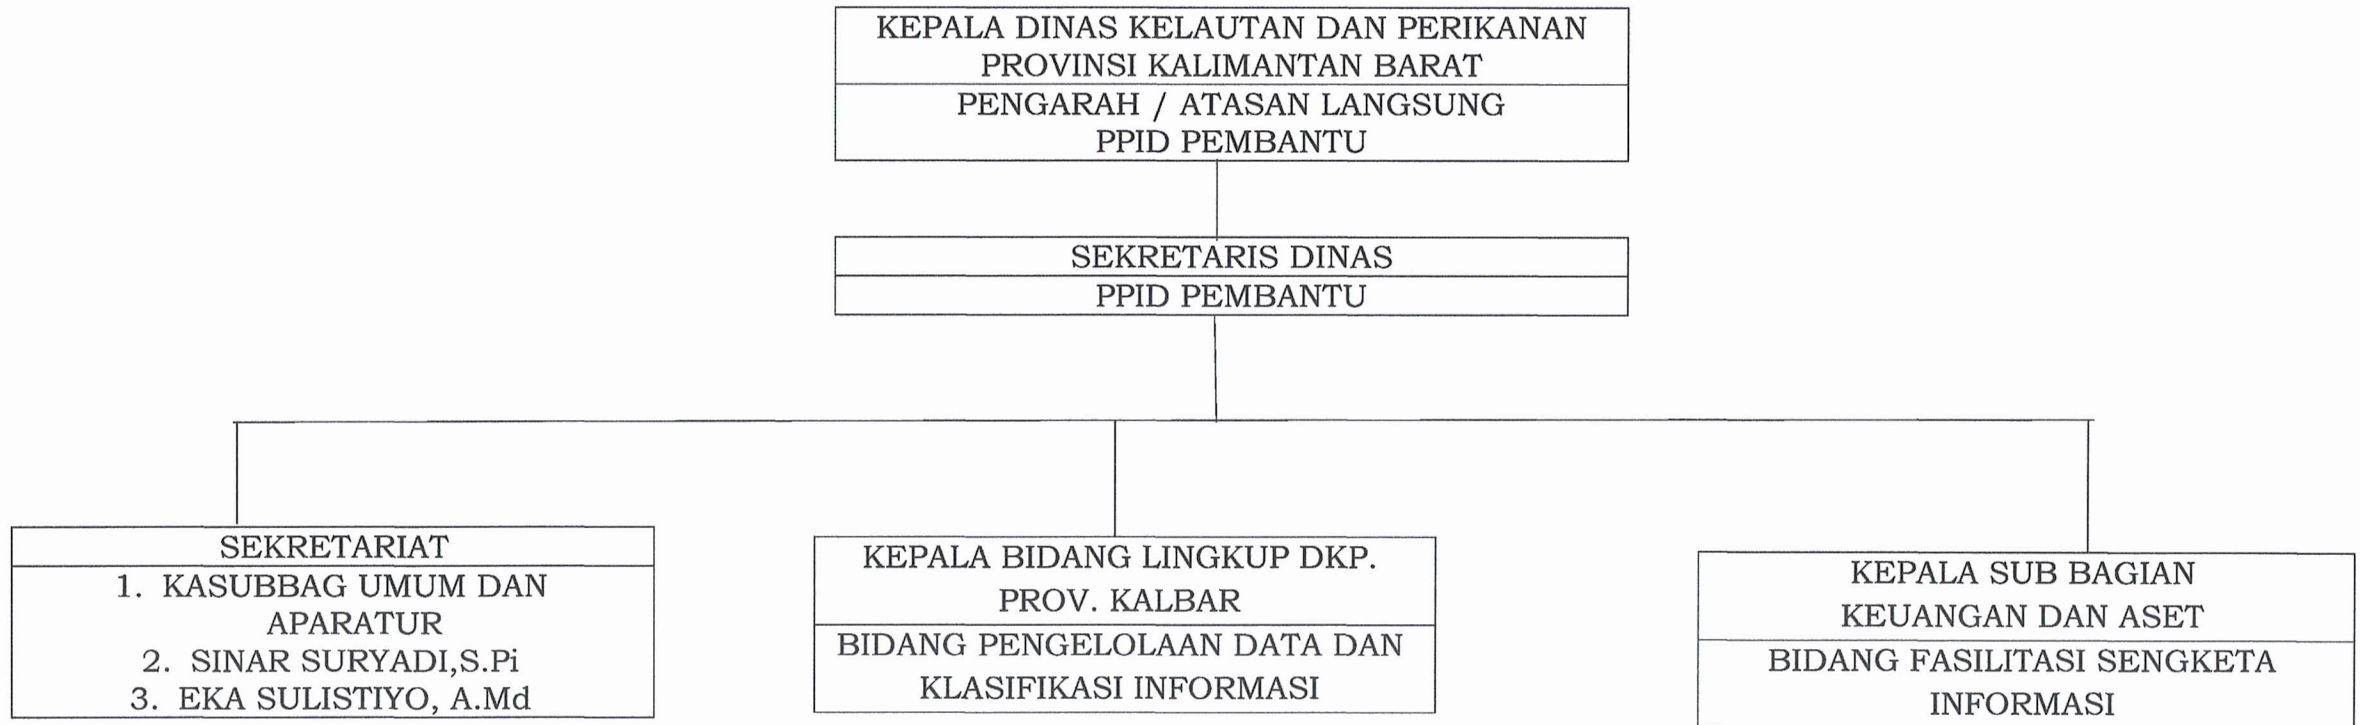 KEPALA DINAS KELAUTAN DAN PERIKANAN
PROVINSI KALIMANTAN BARAT
PENGARAH / ATASAN LANGSUNG
PPID PEMBANTU
SEKRETARIS DINAS
PPID PEMBANTU
SEKRETARIAT
1. KASUBBAG UMUM DAN
APARATUR
2. SINAR SURYADI,S.Pi
3. EKA SULISTIYO, A.Md
KEPALA BIDANG LINGKUP DKP.
PROV. KALBAR
BIDANG PENGELOLAAN DATA DAN
KLASIFIKASI INFORMASI
KEPALA SUB BAGIAN
KEUANGAN DAN ASET
BIDANG FASILITASI SENGKETA
INFORMASI